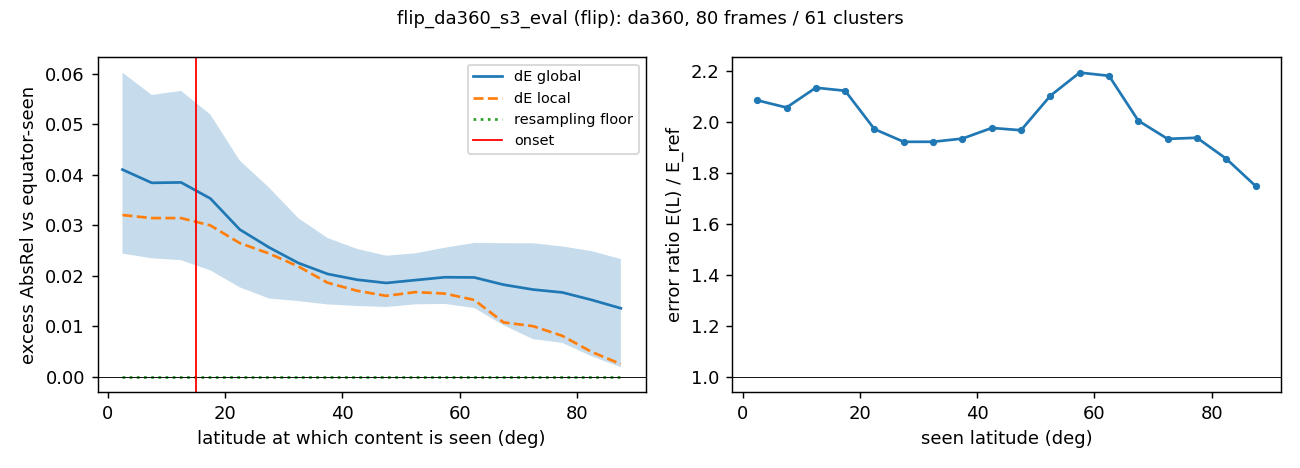 flip_da360_s3_eval (flip): da360, 80 frames / 61 clusters
excess AbsRel vs equator-seen
0.06
0.05
0.04
0.03
0.02
0.01
0.00
dE global
dE local
resampling floor
onset
0 20 40 60 80
latitude at which content is seen (deg)
error ratio E(L) / E_ref
2.2
2.0
1.8
1.6
1.4
1.2
1.0
0 20 40 60 80
seen latitude (deg)